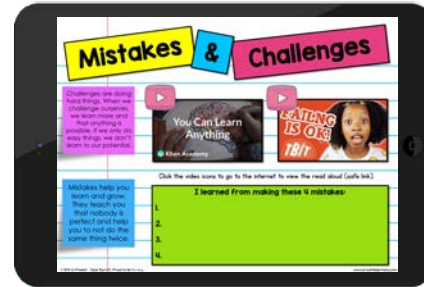 Mistakes & Challenges
Challenges are doing
hard things. When we
challenge ourselves,
we learn more and
that anything is
possible. If we only do
easy things, we don't
learn to our potential.
You Can Learn
Anything
Khan Academy
FAILING
IS OK!
Click the video icons to go to the internet to view the read aloud (safe link).
Mistakes help you
learn and grow.
They teach you
that nobody is
perfect and help
you to not do the
same thing twice.
I learned from making these 4 mistakes:
1.
2.
3.
4.